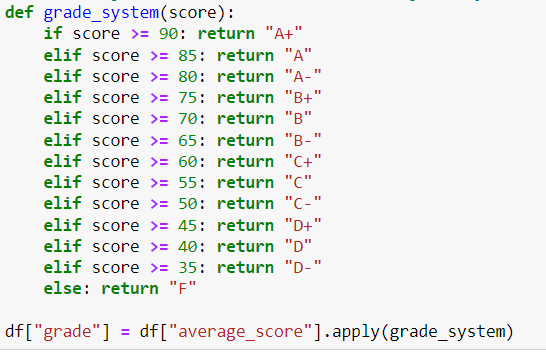 def grade_system(score):
    if score >= 90: return "A+"
    elif score >= 85: return "A"
    elif score >= 80: return "A-"
    elif score >= 75: return "B+"
    elif score >= 70: return "B"
    elif score >= 65: return "B-"
    elif score >= 60: return "C+"
    elif score >= 55: return "C"
    elif score >= 50: return "C-"
    elif score >= 45: return "D+"
    elif score >= 40: return "D"
    elif score >= 35: return "D-"
    else: return "F"

df["grade"] = df["average_score"].apply(grade_system)